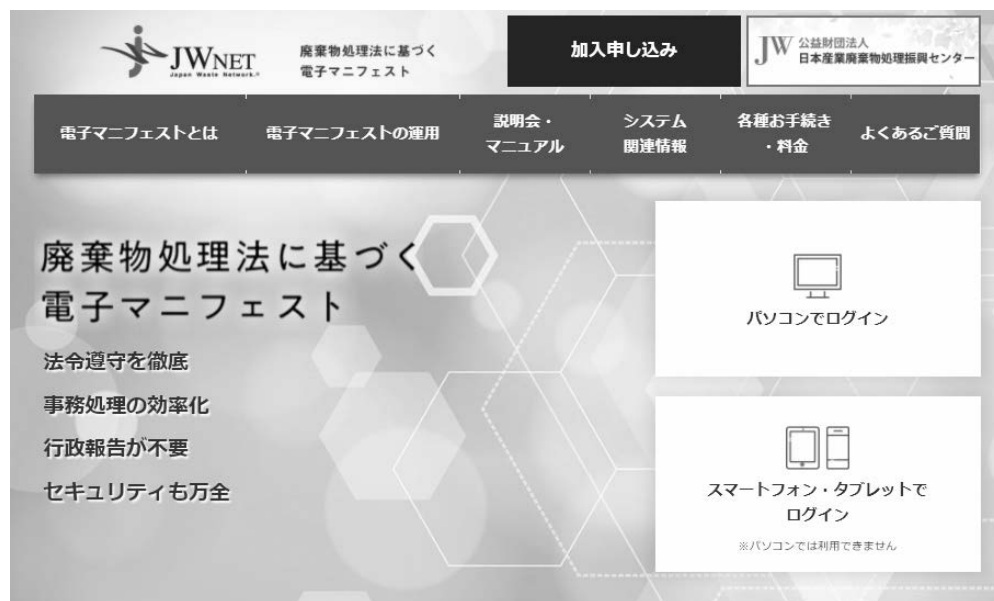 JWNET
Japan Waste Network.®
廃棄物処理法に基づく
電子マニフェスト
加入申し込み
JW 公益財団法人
日本産業廃棄物処理振興センター
電子マニフェストとは
電子マニフェストの運用
説明会・
マニュアル
システム
関連情報
各種お手続き
・料金
よくあるご質問
廃棄物処理法に基づく
電子マニフェスト
法令遵守を徹底
事務処理の効率化
行政報告が不要
セキュリティも万全
パソコンでログイン
スマートフォン・タブレットで
ログイン
※パソコンでは利用できません